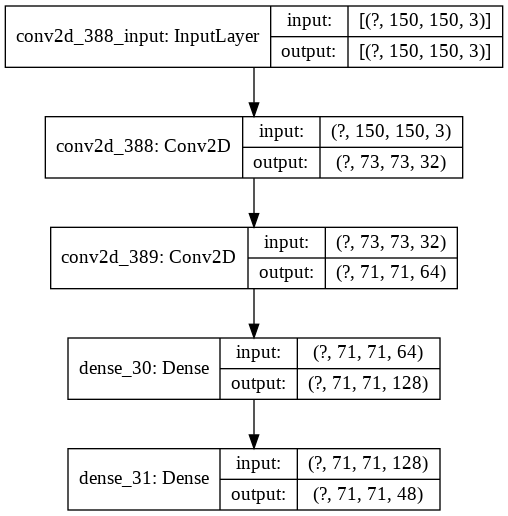 conv2d_388_input: InputLayer
input: [(?, 150, 150, 3)]
output: [(?, 150, 150, 3)]
conv2d_388: Conv2D
input: (?, 150, 150, 3)
output: (?, 73, 73, 32)
conv2d_389: Conv2D
input: (?, 73, 73, 32)
output: (?, 71, 71, 64)
dense_30: Dense
input: (?, 71, 71, 64)
output: (?, 71, 71, 128)
dense_31: Dense
input: (?, 71, 71, 128)
output: (?, 71, 71, 48)